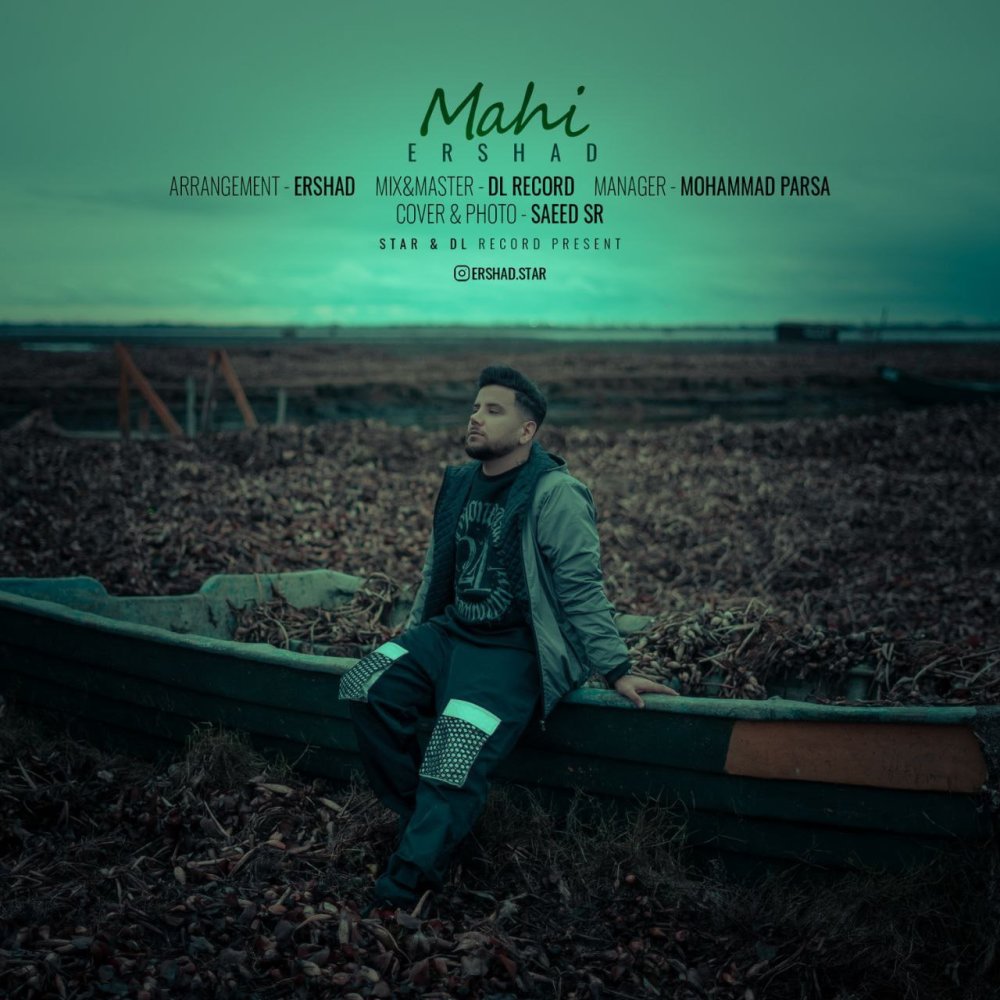 Mahi
ERSHAD
ARRANGEMENT - ERSHAD MIX&MASTER - DL RECORD MANAGER - MOHAMMAD PARSA
COVER & PHOTO - SAEED SR
STAR & DL RECORD PRESENT
ERSHAD.STAR
21